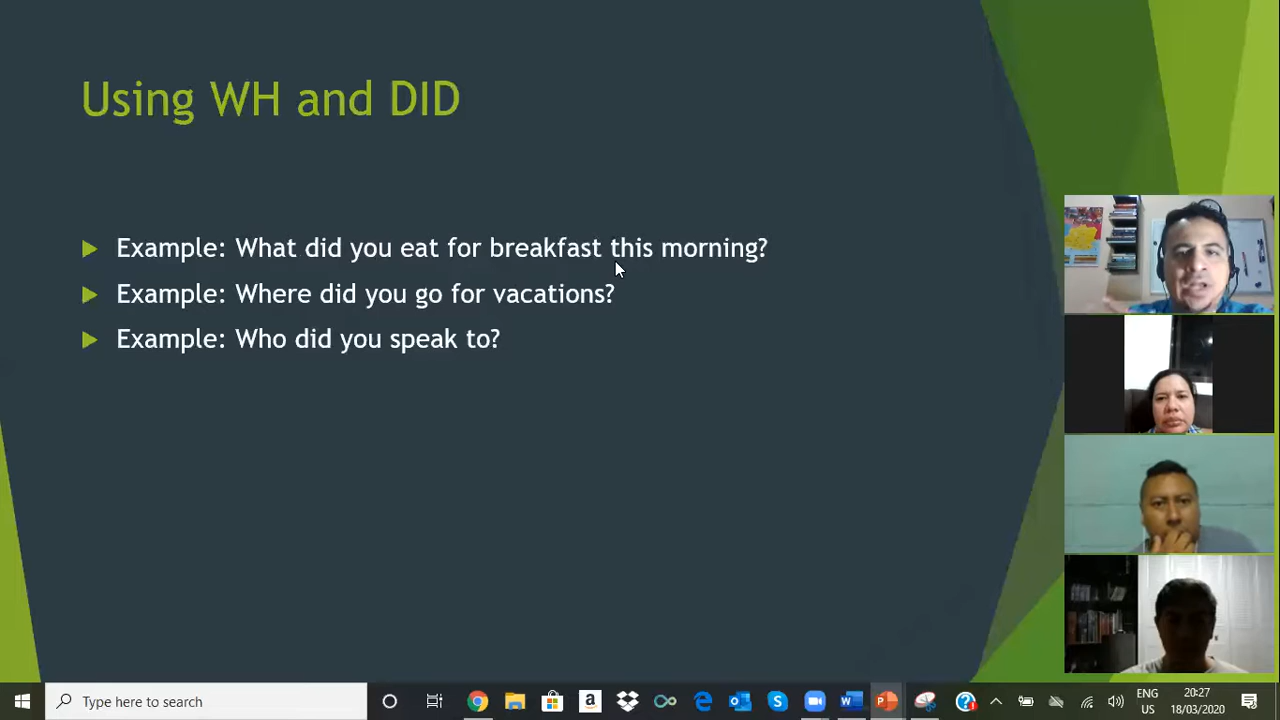 Using WH and DID
Example: What did you eat for breakfast this morning?
Example: Where did you go for vacations?
Example: Who did you speak to?
Type here to search
ENG
US
20:27
18/03/2020